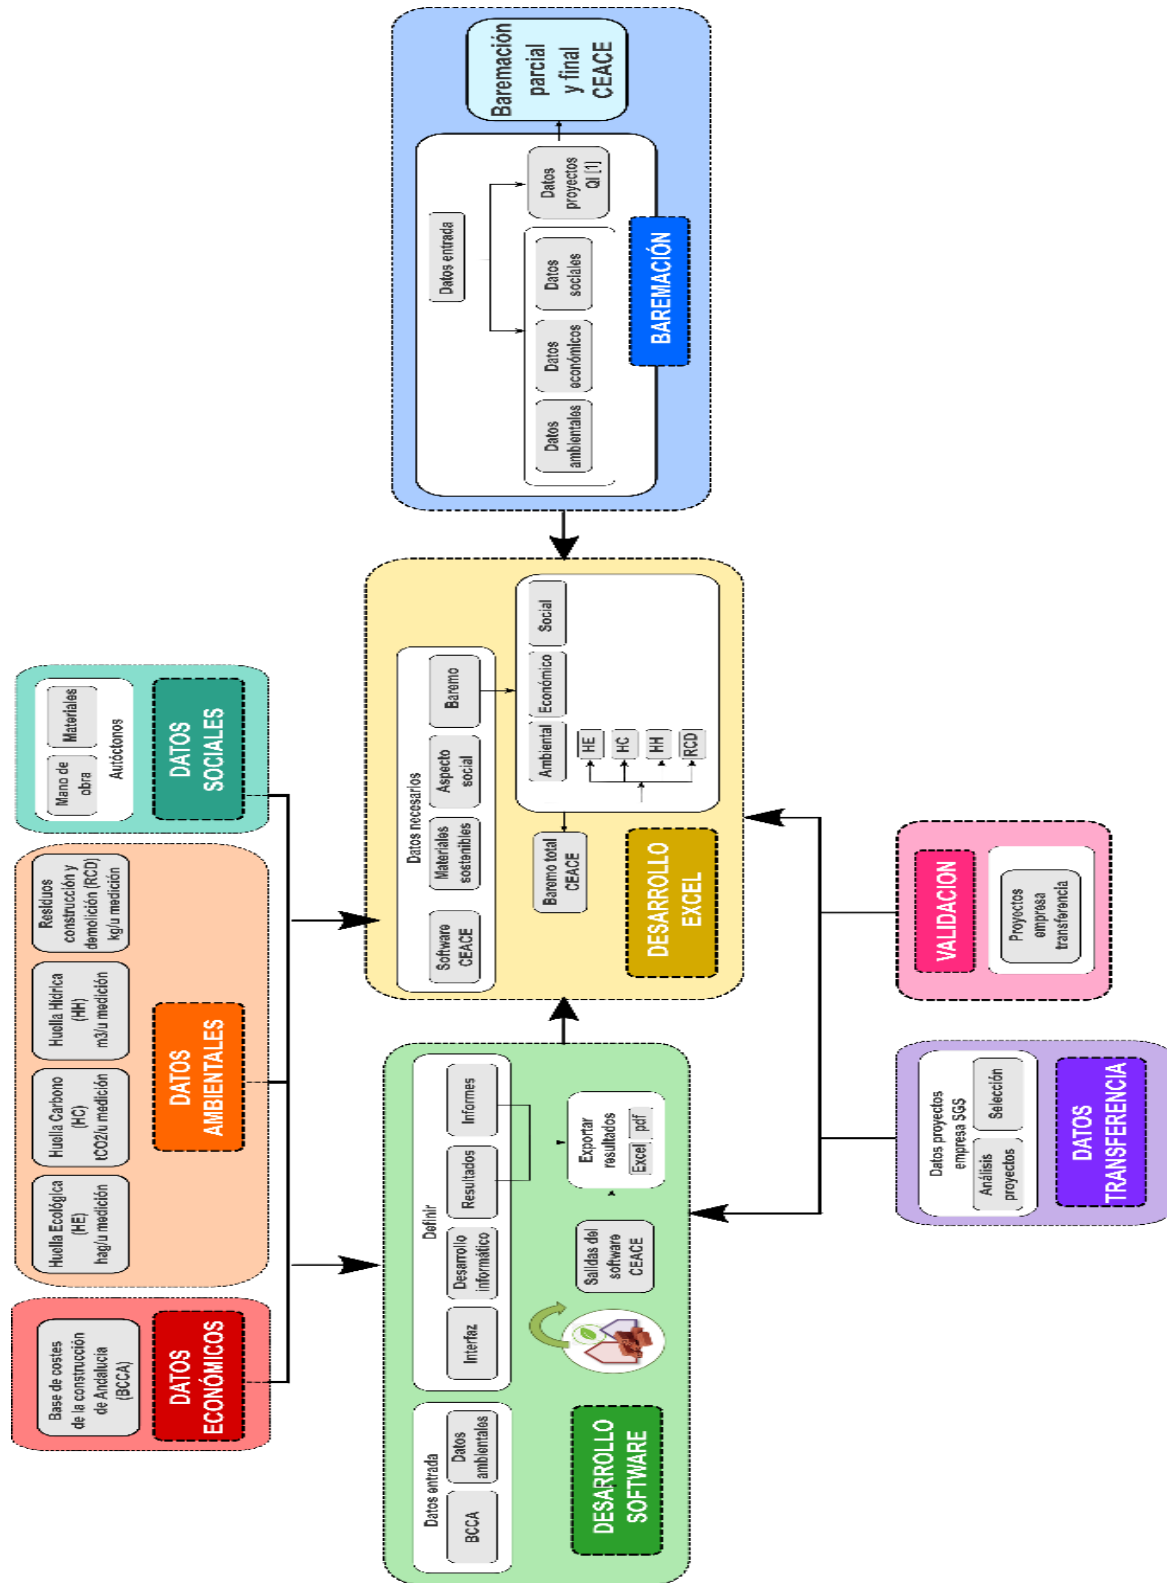 Base de costes
de la construcción
de Andalucía
(BCCA)
DATOS
ECONÓMICOS
Huella Ecológica
(HE)
hag/u medición
Huella Carbono
(HC)
tCO2/u medición
Huella Hídrica
(HH)
m3/u medición
Residuos
construcción y
demolición (RCD)
kg/u medición
DATOS
AMBIENTALES
Mano de
obra
Materiales
Autóctonos
DATOS
SOCIALES
Datos entrada
BCCA
Datos
ambientales
Definir
Interfaz
Desarrollo
informático
Resultados
Informes
Salidas del
software
CEACE
Exportar
resultados
Excel
pdf
DESARROLLO
SOFTWARE
Datos necesarios
Software
CEACE
Materiales
sostenibles
Aspecto
social
Baremo
Baremo total
CEACE
Ambiental
Económico
Social
HE
HC
HH
RCD
DESARROLLO
EXCEL
Datos entrada
Datos
ambientales
Datos
económicos
Datos
sociales
Datos
proyectos
QI [1]
BAREMACIÓN
Baremación
parcial
y final
CEACE
Datos proyectos
empresa SGS
Análisis
proyectos
Selección
DATOS
TRANSFERENCIA
VALIDACION
Proyectos
empresa
transferencia